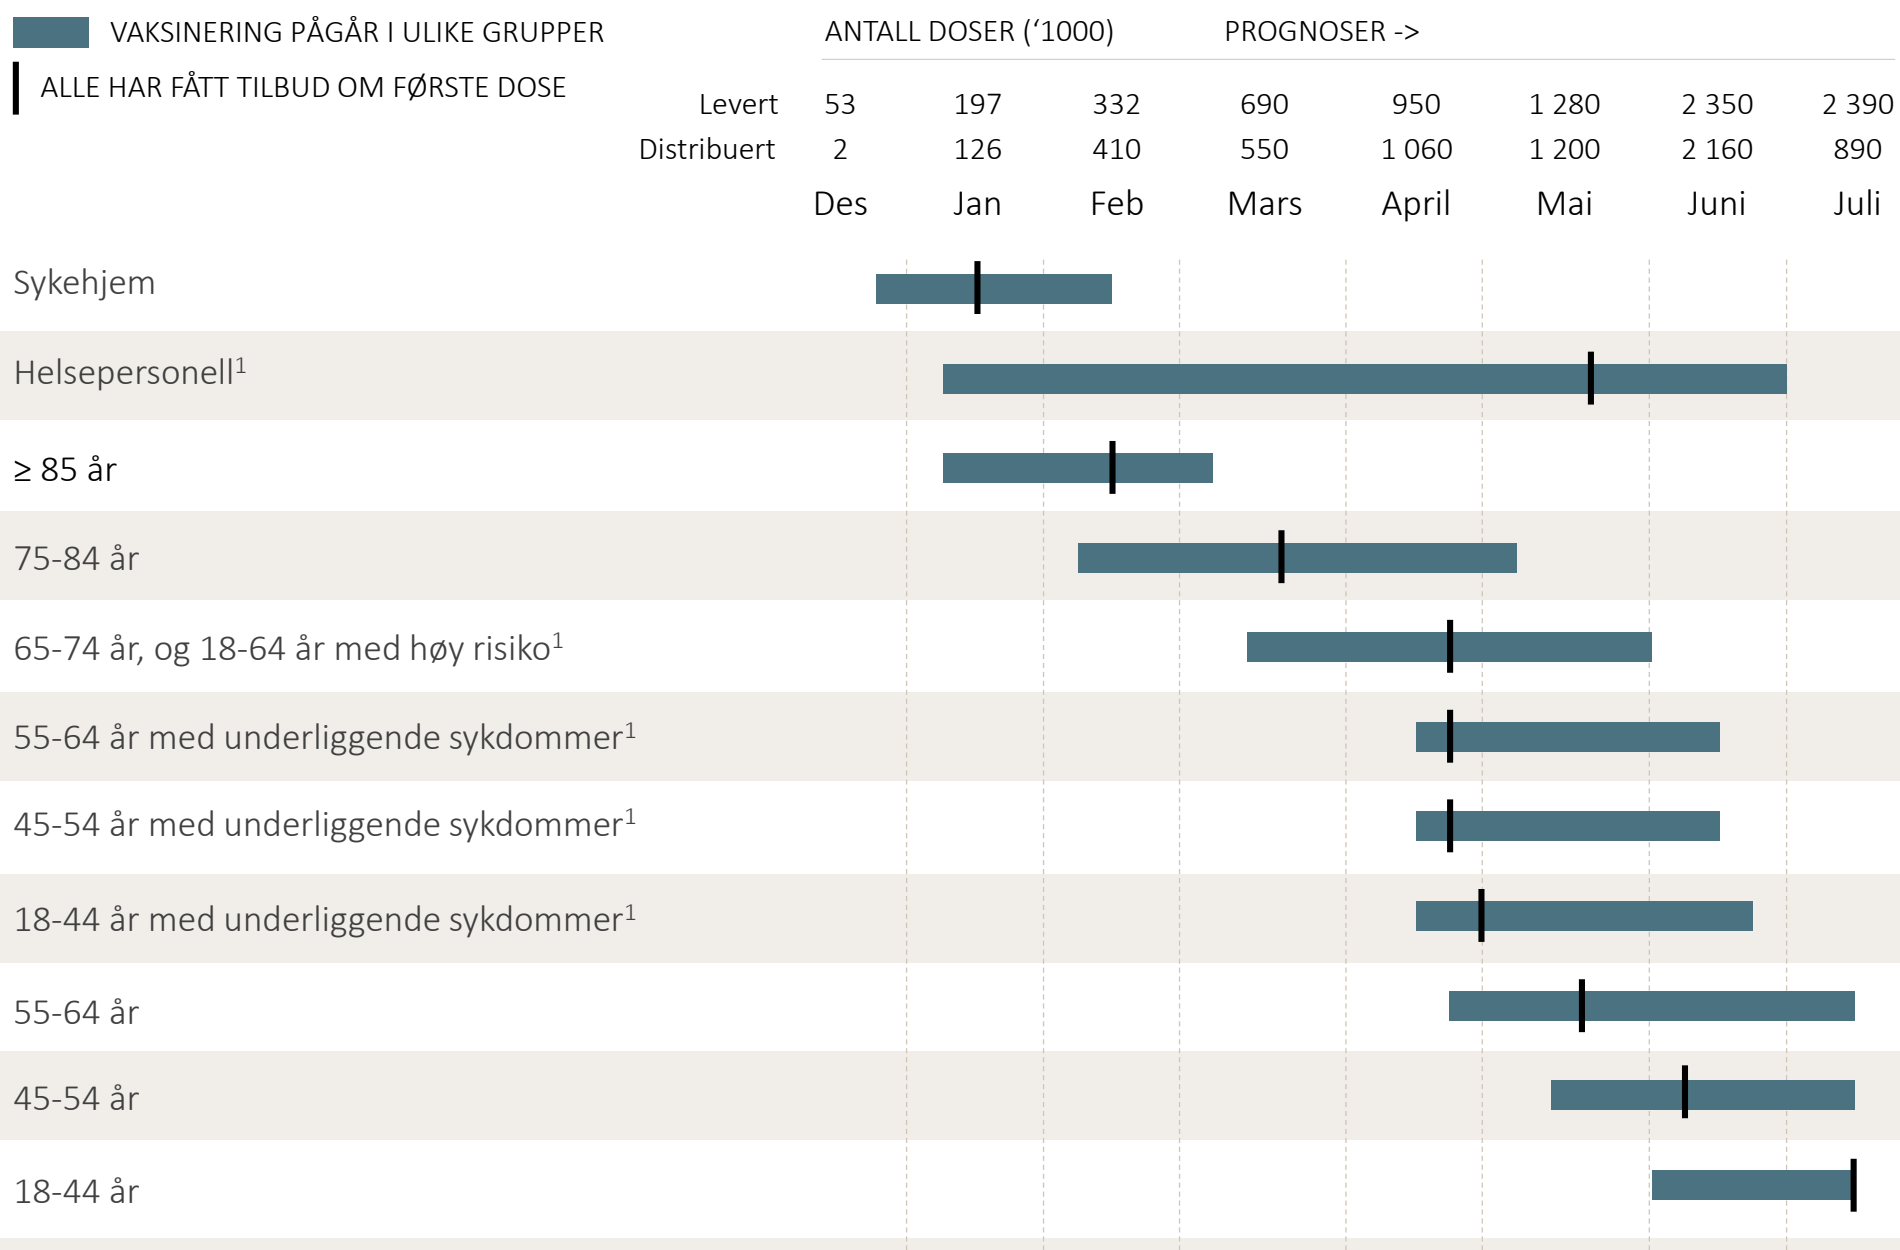 VAKSINERING PÅGÅR I ULIKE GRUPPER
ALLE HAR FÅTT TILBUD OM FØRSTE DOSE
ANTALL DOSER (‘1000) PROGNOSER ->
Levert 53 197 332 690 950 1 280 2 350 2 390
Distribuert 2 126 410 550 1 060 1 200 2 160 890
Des Jan Feb Mars April Mai Juni Juli
Sykehjem
Helsepersonell¹
≥ 85 år
75-84 år
65-74 år, og 18-64 år med høy risiko¹
55-64 år med underliggende sykdommer¹
45-54 år med underliggende sykdommer¹
18-44 år med underliggende sykdommer¹
55-64 år
45-54 år
18-44 år